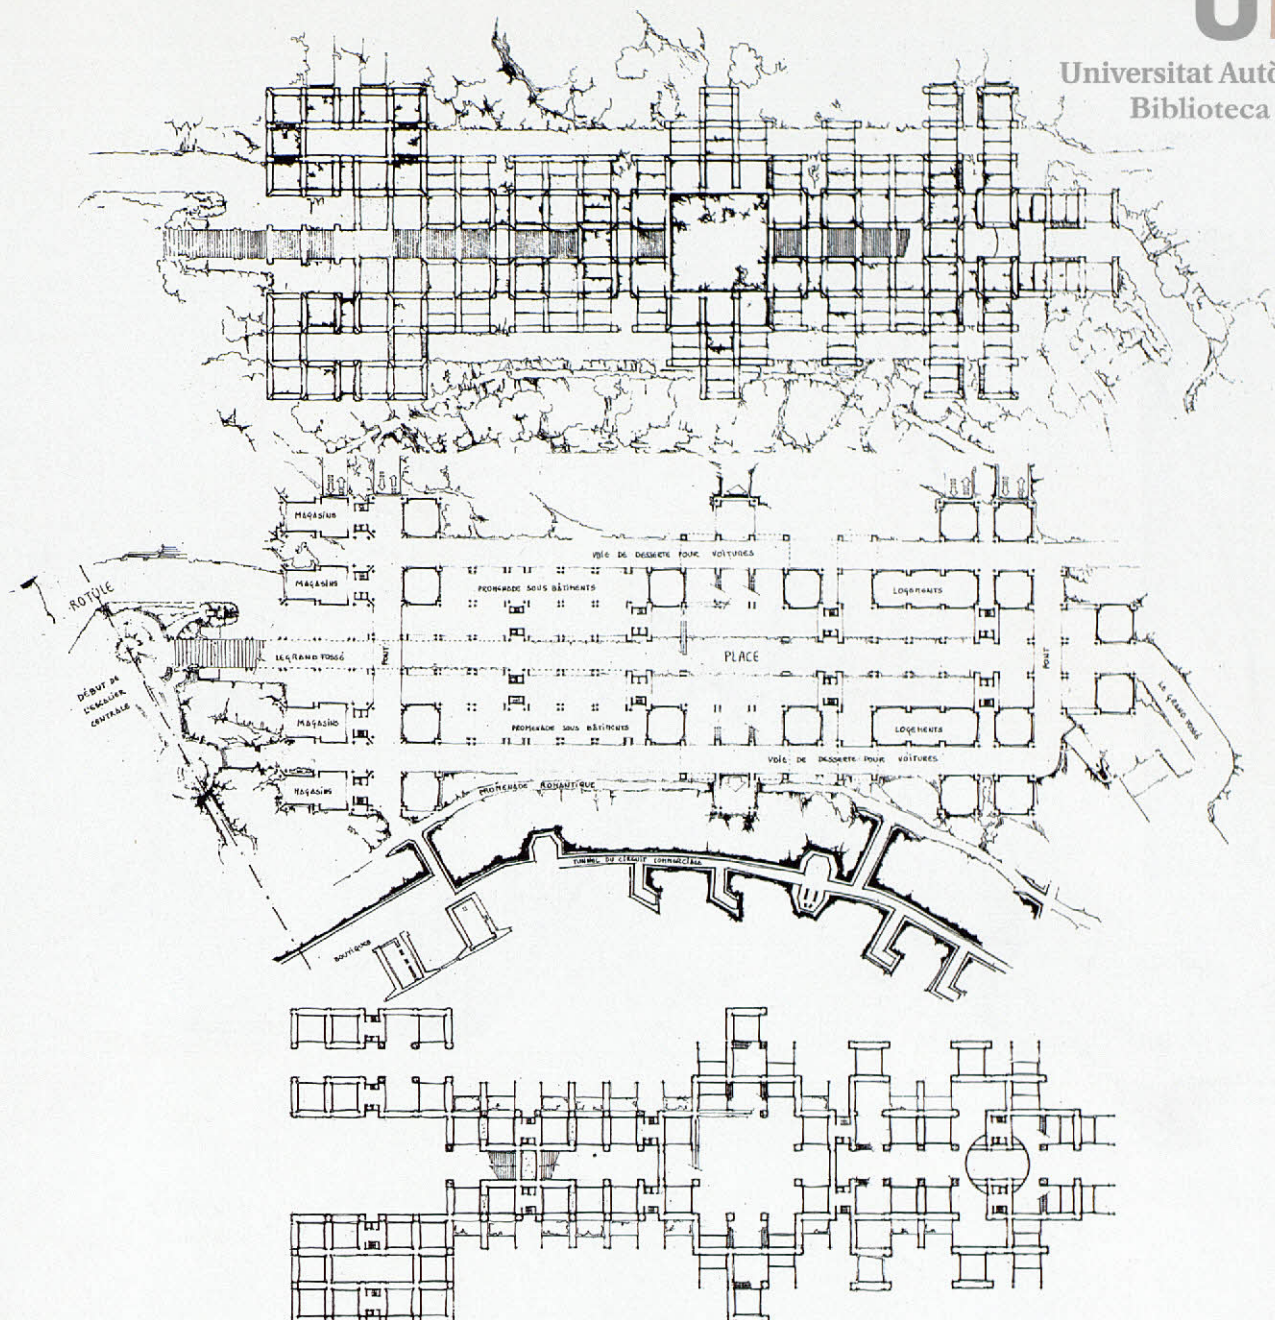 U
Universitat Autò
Biblioteca
MAGASINS
VOIE DE DESSERTE POUR VOITURES
MAGASINS
PROMENADE SOUS BÂTIMENTS
LOGEMENTS
ROTULE
LE GRAND FOSSÉ
PONT
PLACE
PONT
DÉBUT DE
L'ESCALIER
CENTRALE
LE GRAND FOSSÉ
MAGASINS
PROMENADE SOUS BÂTIMENTS
LOGEMENTS
VOIE DE DESSERTE POUR VOITURES
MAGASINS
PROMENADE ROMANTIQUE
TUNNEL DU CIRCUIT COMMERCIALE
BOUTIQUES